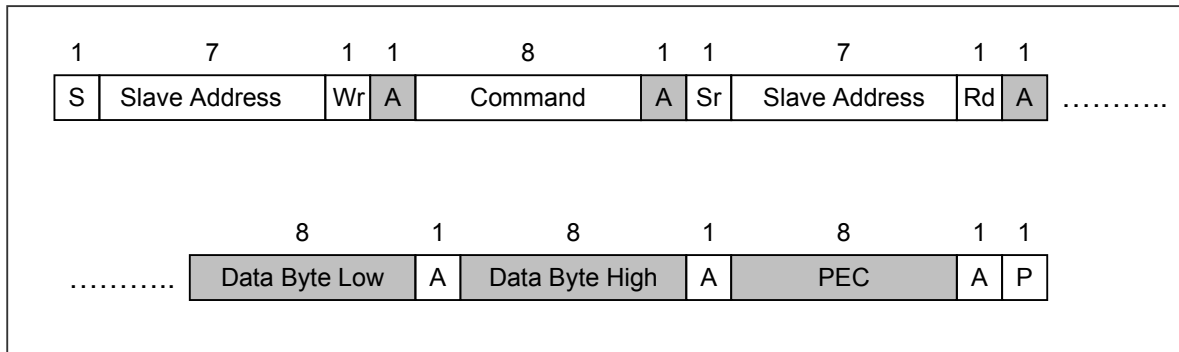 1 7 1 1 8 1 1 7 1 1
S Slave Address Wr A Command A Sr Slave Address Rd A ………..
8 1 8 1 8 1 1
……….. Data Byte Low A Data Byte High A PEC A P